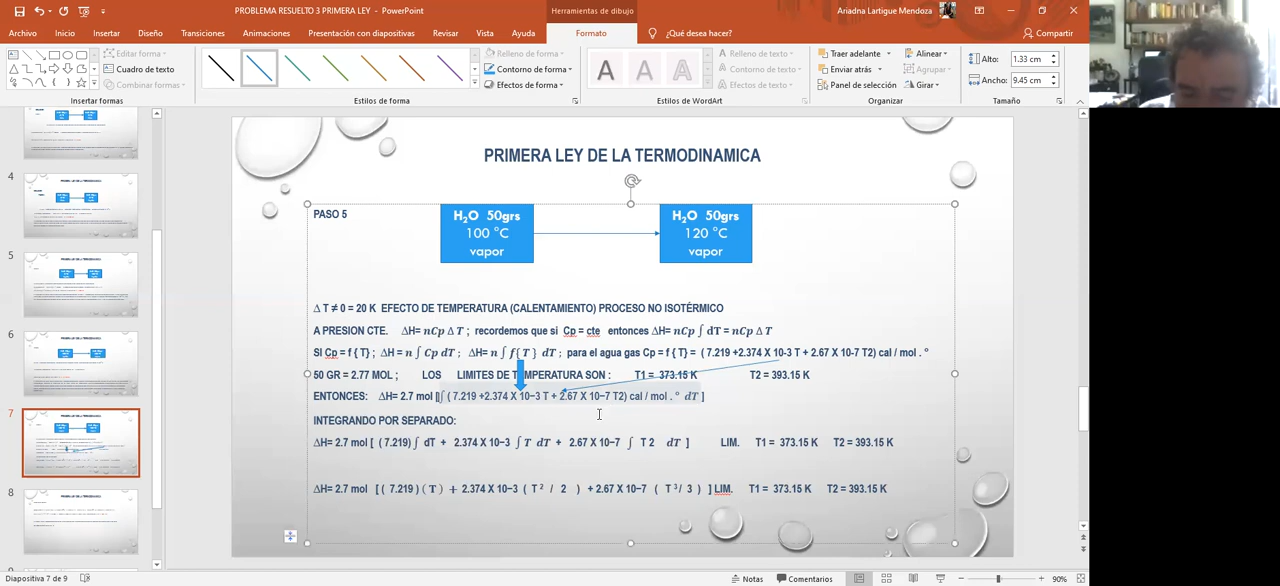 PROBLEMA RESUELTO 3 PRIMERA LEY - PowerPoint
Herramientas de dibujo
Ariadna Lartigue Mendoza
Archivo Inicio Insertar Diseño Transiciones Animaciones Presentación con diapositivas Revisar Vista Ayuda Formato ¿Qué desea hacer? Compartir
Editar forma
Cuadro de texto
Combinar formas
Insertar formas
Relleno de forma
Contorno de forma
Efectos de forma
Estilos de forma
A A A
Relleno de texto
Contorno de texto
Efectos de texto
Estilos de WordArt
Traer adelante
Enviar atrás
Panel de selección
Alinear
Agrupar
Girar
Organizar
Alto: 1.33 cm
Ancho: 9.45 cm
Tamaño
4
5
6
7
8
PRIMERA LEY DE LA TERMODINAMICA
PASO 5
H₂O 50grs
100 °C
vapor
H₂O 50grs
120 °C
vapor
Δ T ≠ 0 = 20 K EFECTO DE TEMPERATURA (CALENTAMIENTO) PROCESO NO ISOTÉRMICO
A PRESION CTE. ΔH= nCp Δ T ; recordemos que si Cp = cte entonces ΔH= nCp ∫ dT = nCp Δ T
SI Cp = f { T} ; ΔH = n ∫ Cp dT ; ΔH= n ∫ f{ T } dT ; para el agua gas Cp = f { T} = ( 7.219 +2.374 X 10-3 T + 2.67 X 10-7 T2) cal / mol . °
50 GR = 2.77 MOL ; LOS LIMITES DE TEMPERATURA SON : T1 = 373.15 K T2 = 393.15 K
ENTONCES: ΔH= 2.7 mol [∫ ( 7.219 +2.374 X 10−3 T + 2.67 X 10−7 T2) cal / mol . ° dT ]
INTEGRANDO POR SEPARADO:
ΔH= 2.7 mol [ (7.219) ∫ dT + 2.374 X 10−3 ∫ T dT + 2.67 X 10−7 ∫ T 2 dT ] LIM. T1 = 373.15 K T2 = 393.15 K
ΔH= 2.7 mol [ ( 7.219 ) ( T ) + 2.374 X 10−3 ( T ² / 2 ) + 2.67 X 10−7 ( T ³/ 3 ) ] LIM. T1 = 373.15 K T2 = 393.15 K
Diapositiva 7 de 9
Notas Comentarios
90%